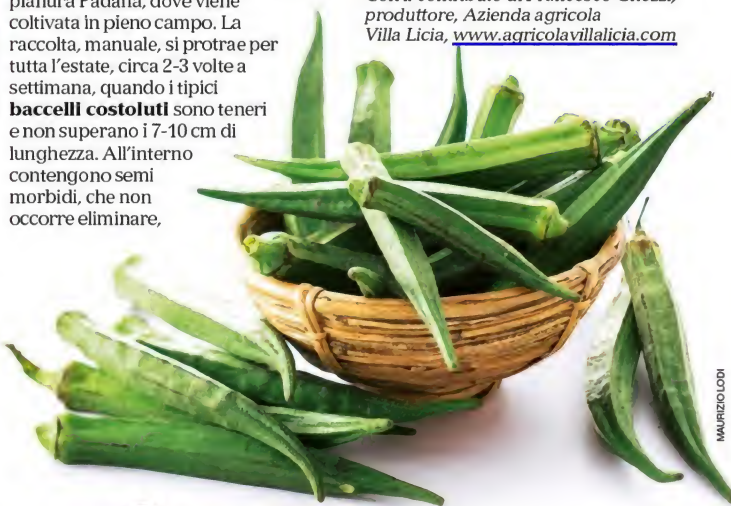 pianura Padana, dove viene
coltivata in pieno campo. La
raccolta, manuale, si protrae per
tutta l'estate, circa 2-3 volte a
settimana, quando i tipici
baccelli costoluti sono teneri
e non superano i 7-10 cm di
lunghezza. All'interno
contengono semi
morbidi, che non
occorre eliminare,
produttore, Azienda agricola
Villa Licia, www.agricolavillalicia.com
MAURIZIO LODI